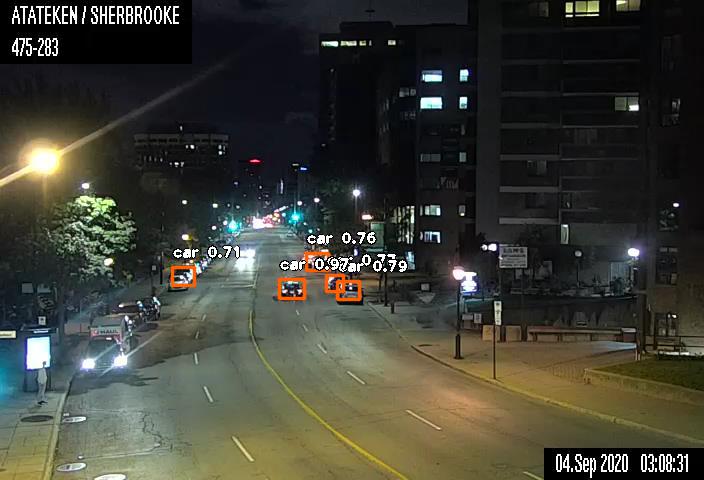 ATATEKEN / SHERBROOKE
475-283
car 0.76
car 0.71
car 0.97
car 0.79
U-HAUL
04.Sep 2020 03:08:31